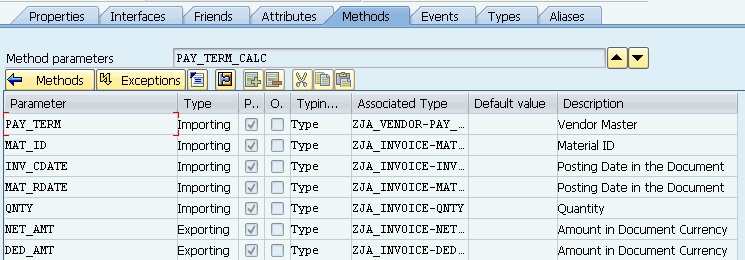 Properties Interfaces Friends Attributes Methods Events Types Aliases
Method parameters PAY_TERM_CALC
Methods Exceptions
Parameter Type P.. O. Typin... Associated Type Default value Description
PAY_TERM Importing Type ZJA_VENDOR-PAY_... Vendor Master
MAT_ID Importing Type ZJA_INVOICE-MAT... Material ID
INV_CDATE Importing Type ZJA_INVOICE-INV... Posting Date in the Document
MAT_RDATE Importing Type ZJA_INVOICE-MAT... Posting Date in the Document
QNTY Importing Type ZJA_INVOICE-QNTY Quantity
NET_AMT Exporting Type ZJA_INVOICE-NET... Amount in Document Currency
DED_AMT Exporting Type ZJA_INVOICE-DED... Amount in Document Currency